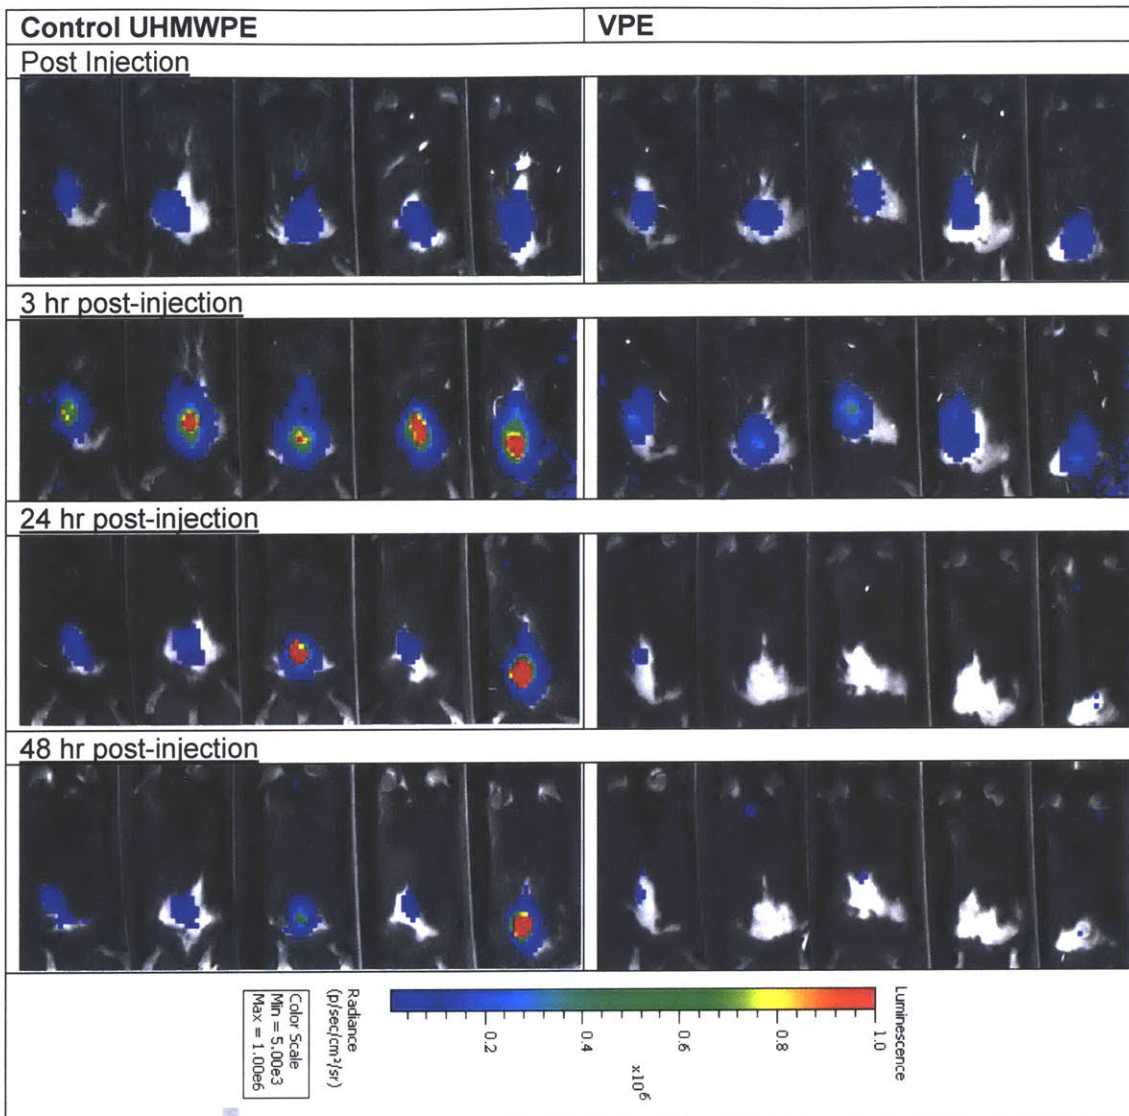 Control UHMWPE
VPE
Post Injection
3 hr post-injection
24 hr post-injection
48 hr post-injection
Luminescence
0.2
0.4
0.6
0.8
1.0
x10⁶
Radiance
(p/sec/cm²/sr)
Color Scale
Min = 5.00e3
Max = 1.00e6